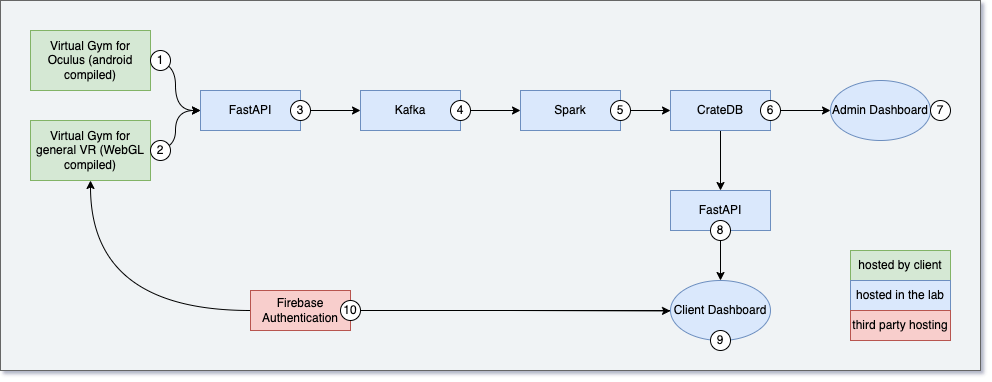 Virtual Gym for
Oculus (android
compiled)
1
Virtual Gym for
general VR (WebGL
compiled)
2
FastAPI
3
Kafka
4
Spark
5
CrateDB
6
Admin Dashboard
7
FastAPI
8
Client Dashboard
9
Firebase
Authentication
10
hosted by client
hosted in the lab
third party hosting